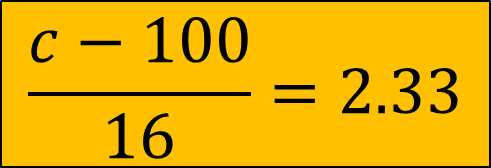 c − 100
16
= 2.33